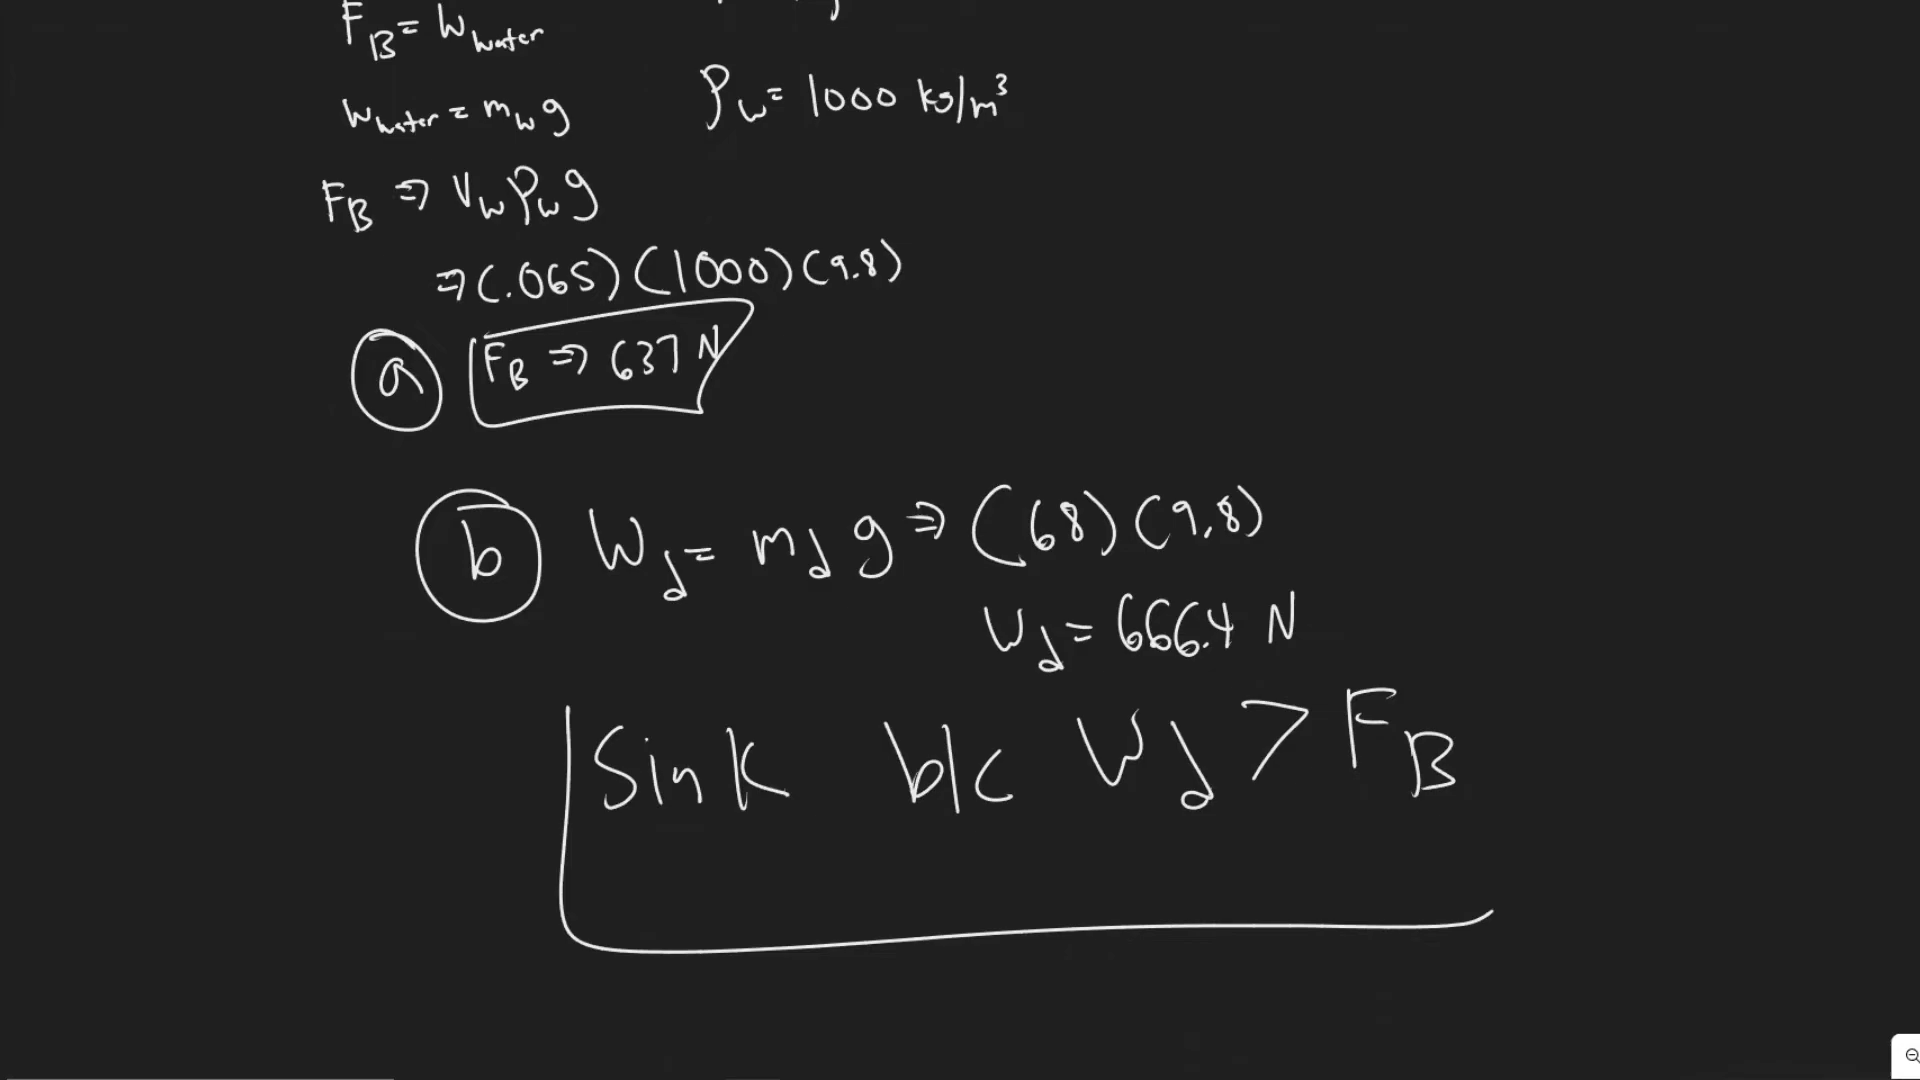 F_B = W_water
W_water = m_w g
ρ_w = 1000 kg/m³
F_B ⇒ V_w ρ_w g
⇒ (.065)(1000)(9.8)
a F_B ⇒ 637 N
b W_d = m_d g ⇒ (68)(9.8)
W_d = 666.4 N
Sink b/c W_d > F_B